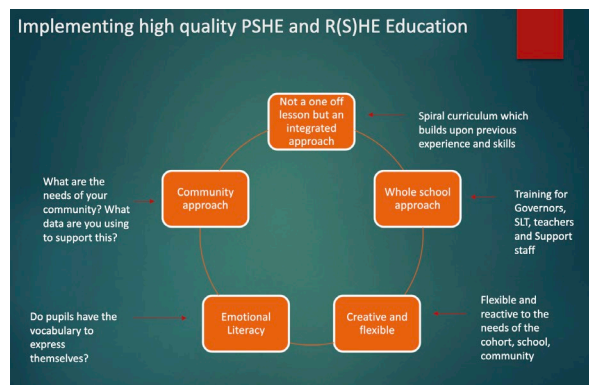 Implementing high quality PSHE and R(S)HE Education
Not a one off
lesson but an
integrated
approach
Spiral curriculum which
builds upon previous
experience and skills
What are the
needs of your
community? What
data are you using
to support this?
Community
approach
Whole school
approach
Training for
Governors,
SLT, teachers
and Support
staff
Do pupils have the
vocabulary to
express
themselves?
Emotional
Literacy
Creative and
flexible
Flexible and
reactive to the
needs of the
cohort, school,
community